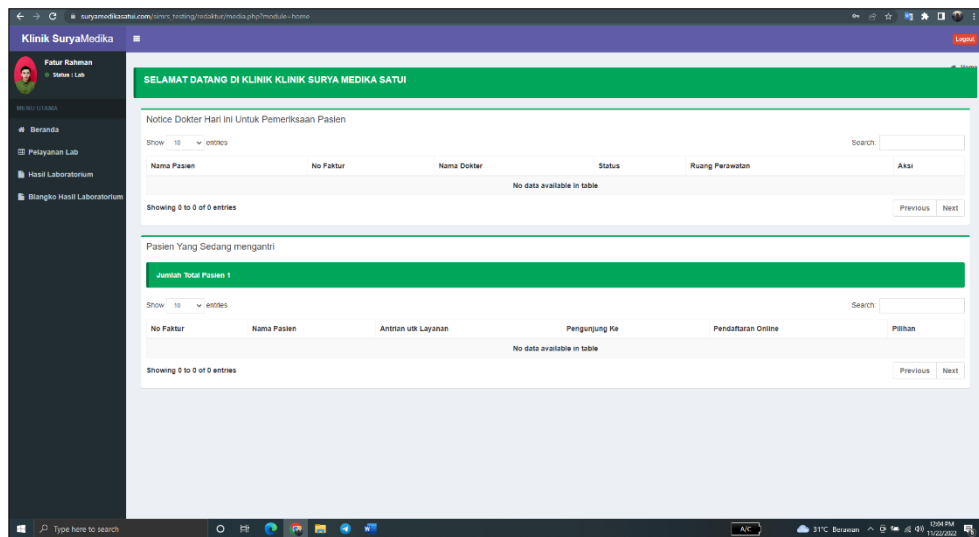 suryamedikasatui.com/simrs_testing/redaktur/media.php?module=home
Klinik SuryaMedika
Logout
Fatur Rahman
Status : Lab
Home
SELAMAT DATANG DI KLINIK KLINIK SURYA MEDIKA SATUI
MENU UTAMA
Beranda
Pelayanan Lab
Hasil Laboratorium
Blangko Hasil Laboratorium
Notice Dokter Hari ini Untuk Pemeriksaan Pasien
Show 10 entries Search:
Nama Pasien No Faktur Nama Dokter Status Ruang Perawatan Aksi
No data available in table
Showing 0 to 0 of 0 entries Previous Next
Pasien Yang Sedang mengantri
Jumlah Total Pasien 1
Show 10 entries Search:
No Faktur Nama Pasien Antrian utk Layanan Pengunjung Ke Pendaftaran Online Pilihan
No data available in table
Showing 0 to 0 of 0 entries Previous Next
Type here to search A/C 31°C Berawan 12:04 PM
11/22/2022